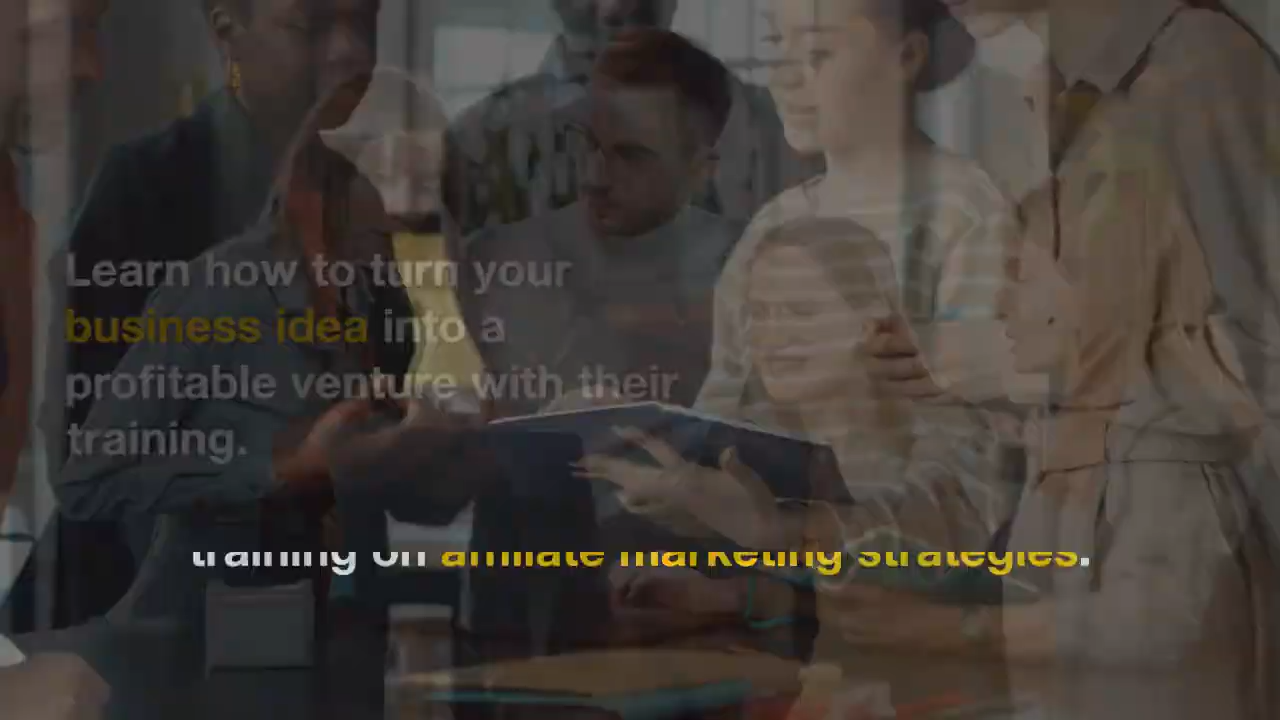 Learn how to turn your
business idea into a
profitable venture with their
training.
training on affiliate marketing strategies.